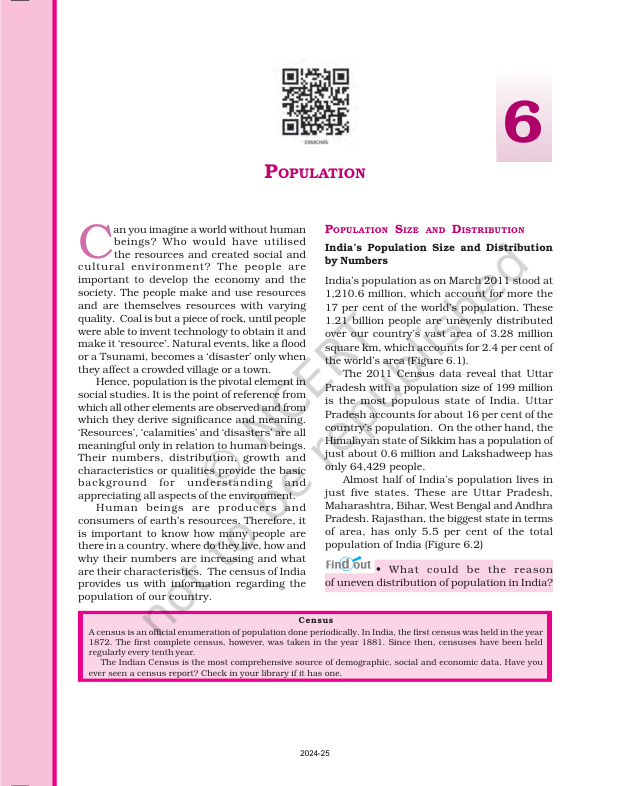 0968CH06
6
POPULATION
Can you imagine a world without human
beings? Who would have utilised
the resources and created social and
cultural environment? The people are
important to develop the economy and the
society. The people make and use resources
and are themselves resources with varying
quality. Coal is but a piece of rock, until people
were able to invent technology to obtain it and
make it ‘resource’. Natural events, like a flood
or a Tsunami, becomes a ‘disaster’ only when
they affect a crowded village or a town.
Hence, population is the pivotal element in
social studies. It is the point of reference from
which all other elements are observed and from
which they derive significance and meaning.
‘Resources’, ‘calamities’ and ‘disasters’ are all
meaningful only in relation to human beings.
Their numbers, distribution, growth and
characteristics or qualities provide the basic
background for understanding and
appreciating all aspects of the environment.
Human beings are producers and
consumers of earth’s resources. Therefore, it
is important to know how many people are
there in a country, where do they live, how and
why their numbers are increasing and what
are their characteristics. The census of India
provides us with information regarding the
population of our country.
POPULATION SIZE AND DISTRIBUTION
India’s Population Size and Distribution
by Numbers
India’s population as on March 2011 stood at
1,210.6 million, which account for more the
17 per cent of the world’s population. These
1.21 billion people are unevenly distributed
over our country’s vast area of 3.28 million
square km, which accounts for 2.4 per cent of
the world’s area (Figure 6.1).
The 2011 Census data reveal that Uttar
Pradesh with a population size of 199 million
is the most populous state of India. Uttar
Pradesh accounts for about 16 per cent of the
country’s population. On the other hand, the
Himalayan state of Sikkim has a population of
just about 0.6 million and Lakshadweep has
only 64,429 people.
Almost half of India’s population lives in
just five states. These are Uttar Pradesh,
Maharashtra, Bihar, West Bengal and Andhra
Pradesh. Rajasthan, the biggest state in terms
of area, has only 5.5 per cent of the total
population of India (Figure 6.2)
Find out • What could be the reason
of uneven distribution of population in India?
Census
A census is an official enumeration of population done periodically. In India, the first census was held in the year
1872. The first complete census, however, was taken in the year 1881. Since then, censuses have been held
regularly every tenth year.
The Indian Census is the most comprehensive source of demographic, social and economic data. Have you
ever seen a census report? Check in your library if it has one.
© NCERT
not to be republished
2024-25